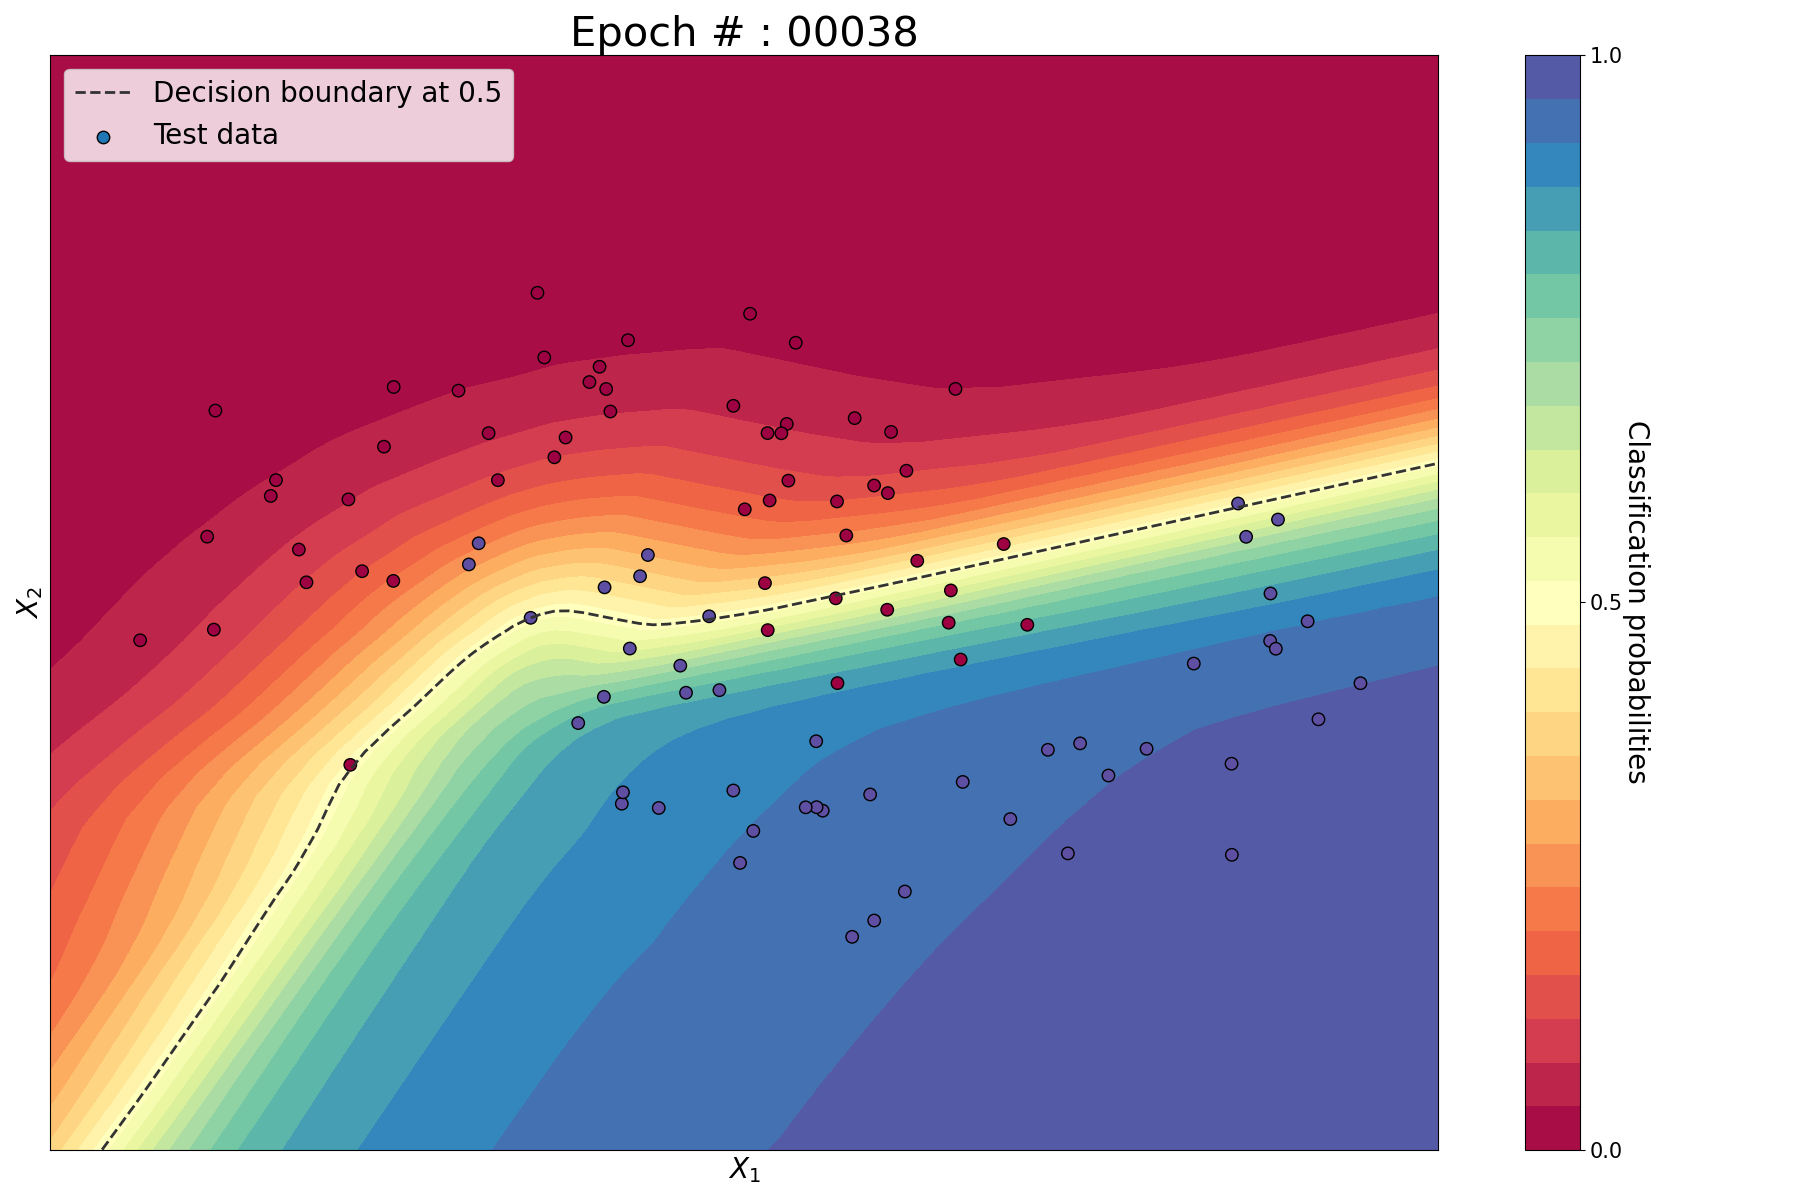 Epoch # : 00038
Decision boundary at 0.5
Test data
X₂
X₁
1.0
0.5
0.0
Classification probabilities